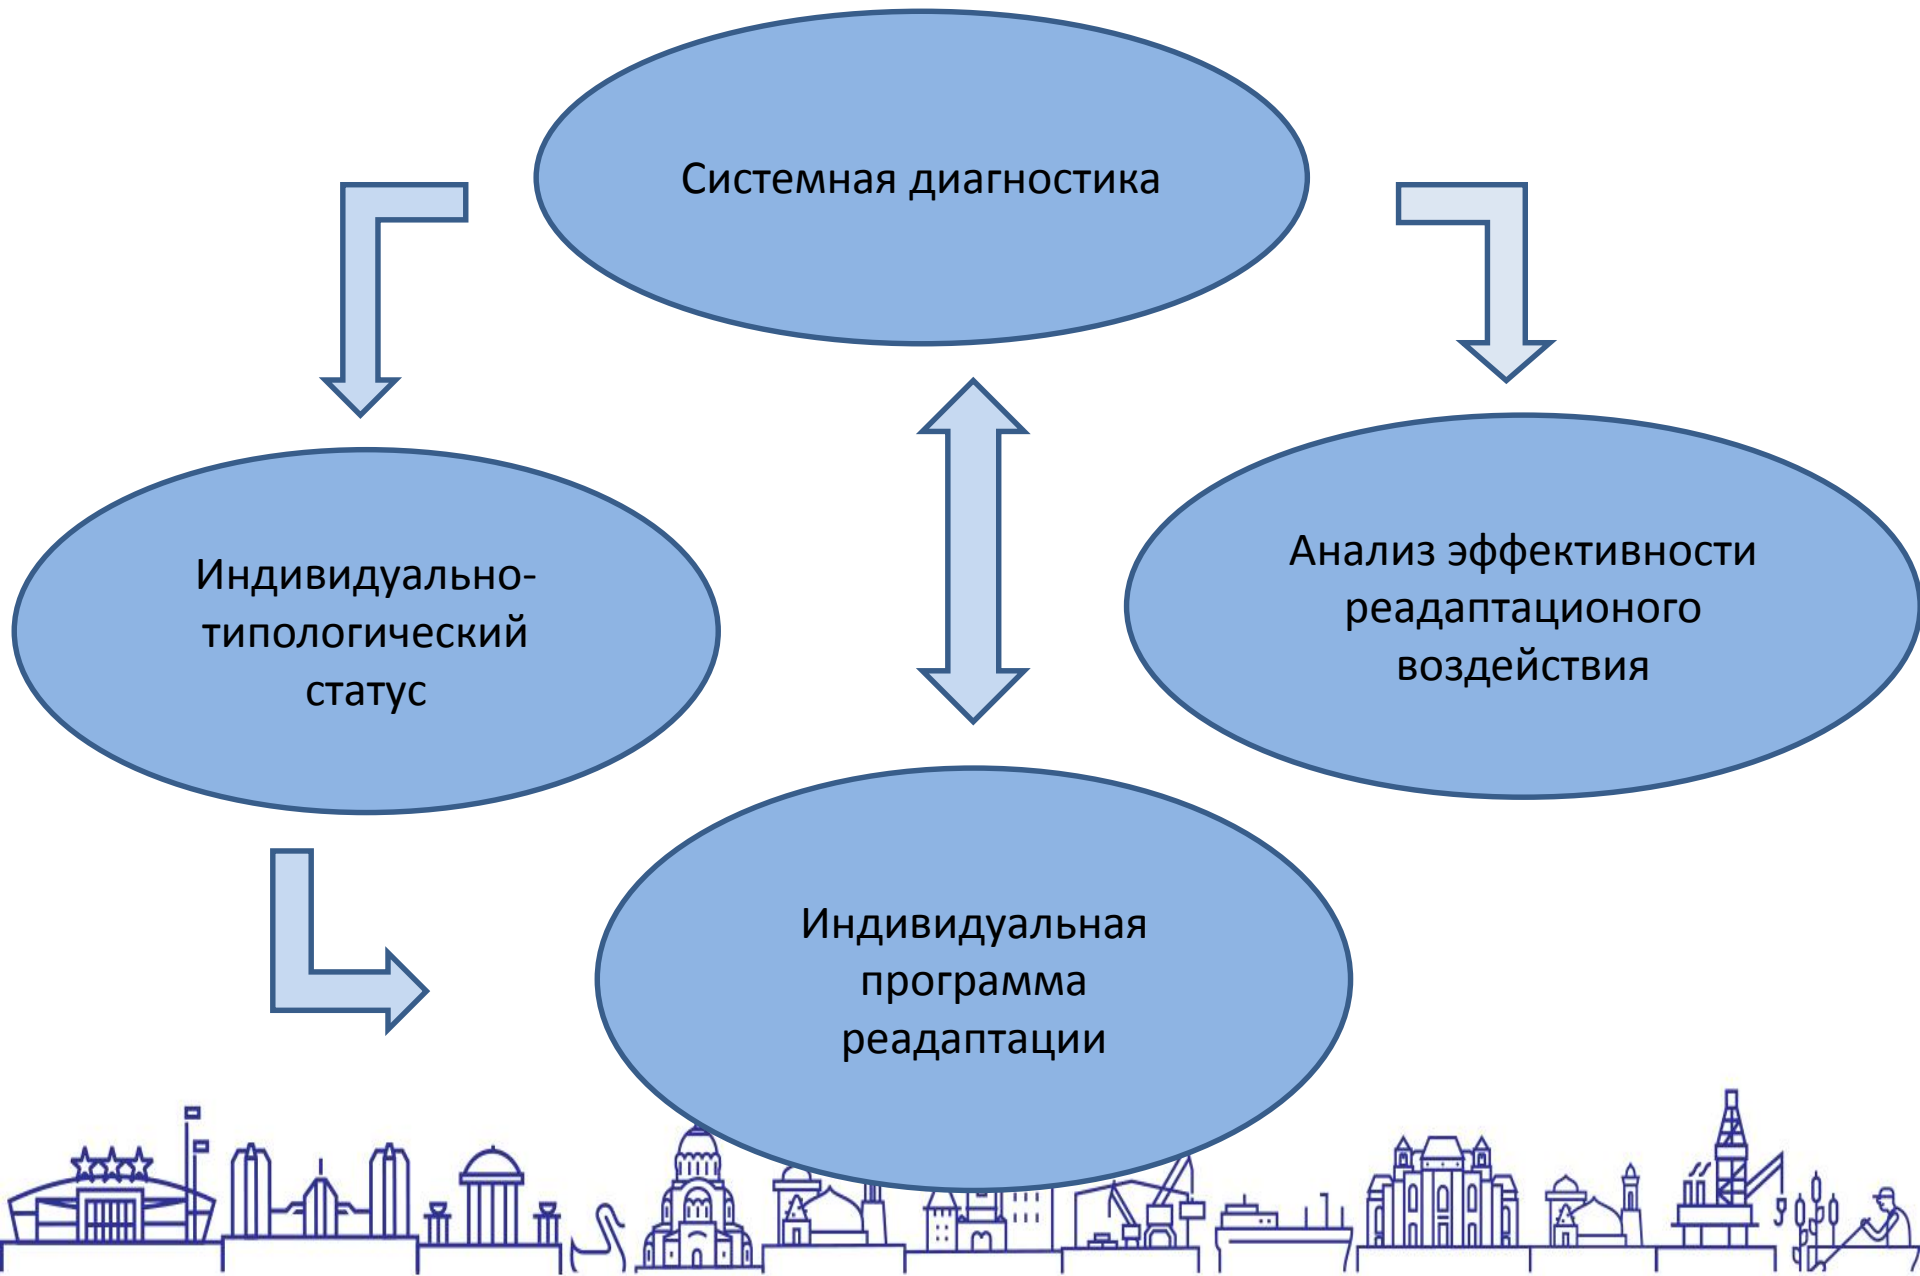 Системная диагностика
Индивидуально-
типологический
статус
Анализ эффективности
реадаптационого
воздействия
Индивидуальная
программа
реадаптации